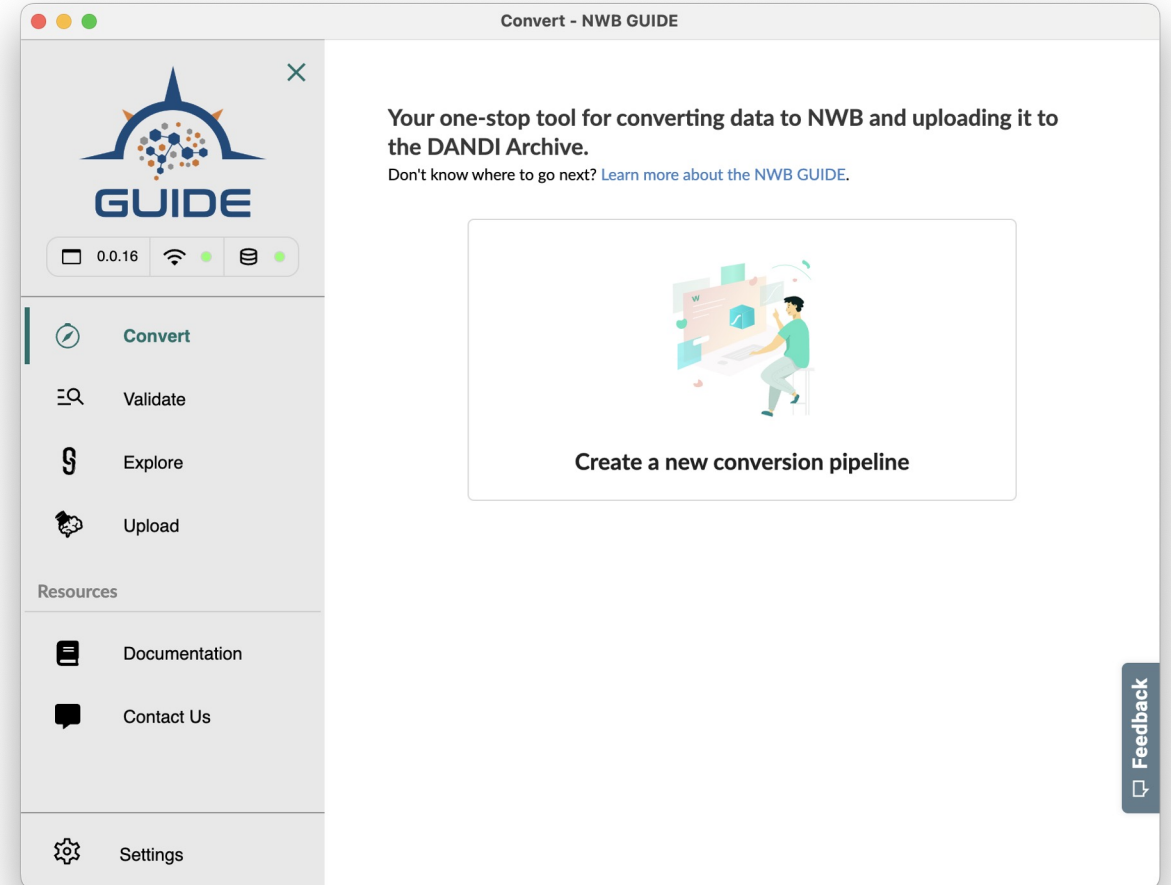 Convert - NWB GUIDE
GUIDE
0.0.16
Convert
Validate
Explore
Upload
Resources
Documentation
Contact Us
Settings
Your one-stop tool for converting data to NWB and uploading it to
the DANDI Archive.
Don't know where to go next? Learn more about the NWB GUIDE.
W
Create a new conversion pipeline
Feedback